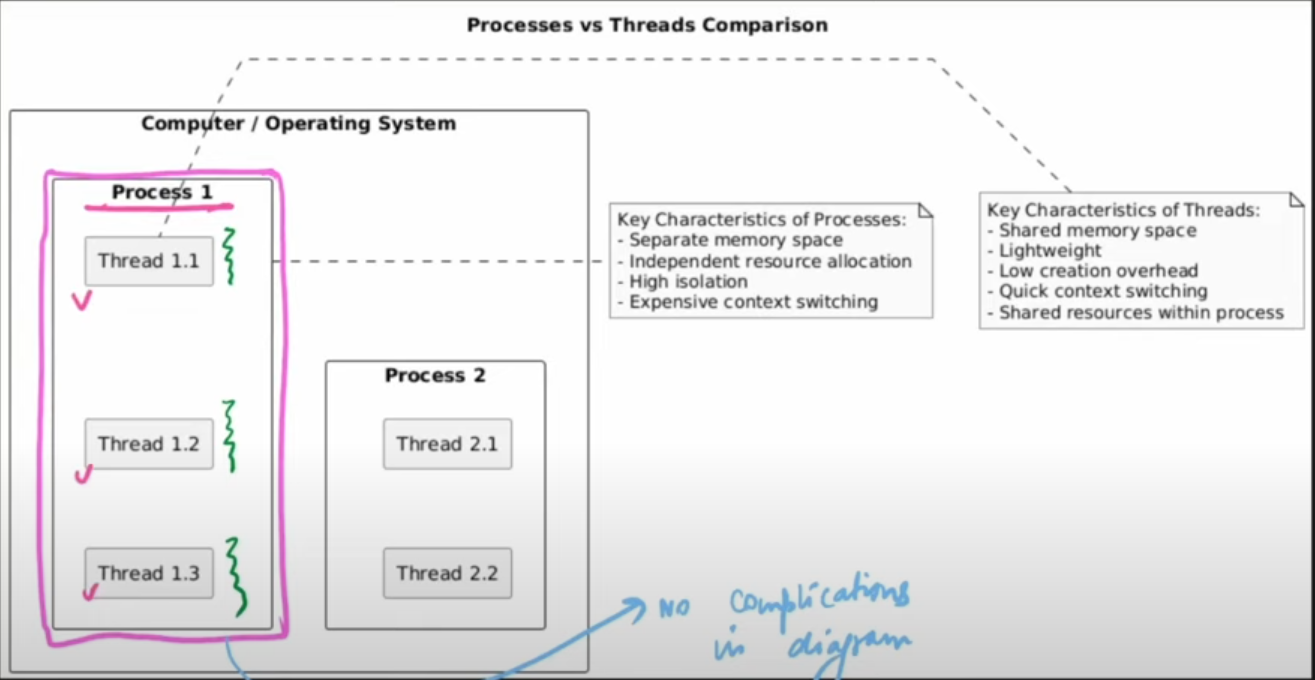 Processes vs Threads Comparison
Computer / Operating System
Process 1
Thread 1.1
Thread 1.2
Thread 1.3
Process 2
Thread 2.1
Thread 2.2
Key Characteristics of Processes:
- Separate memory space
- Independent resource allocation
- High isolation
- Expensive context switching
Key Characteristics of Threads:
- Shared memory space
- Lightweight
- Low creation overhead
- Quick context switching
- Shared resources within process
NO complications
in diagram